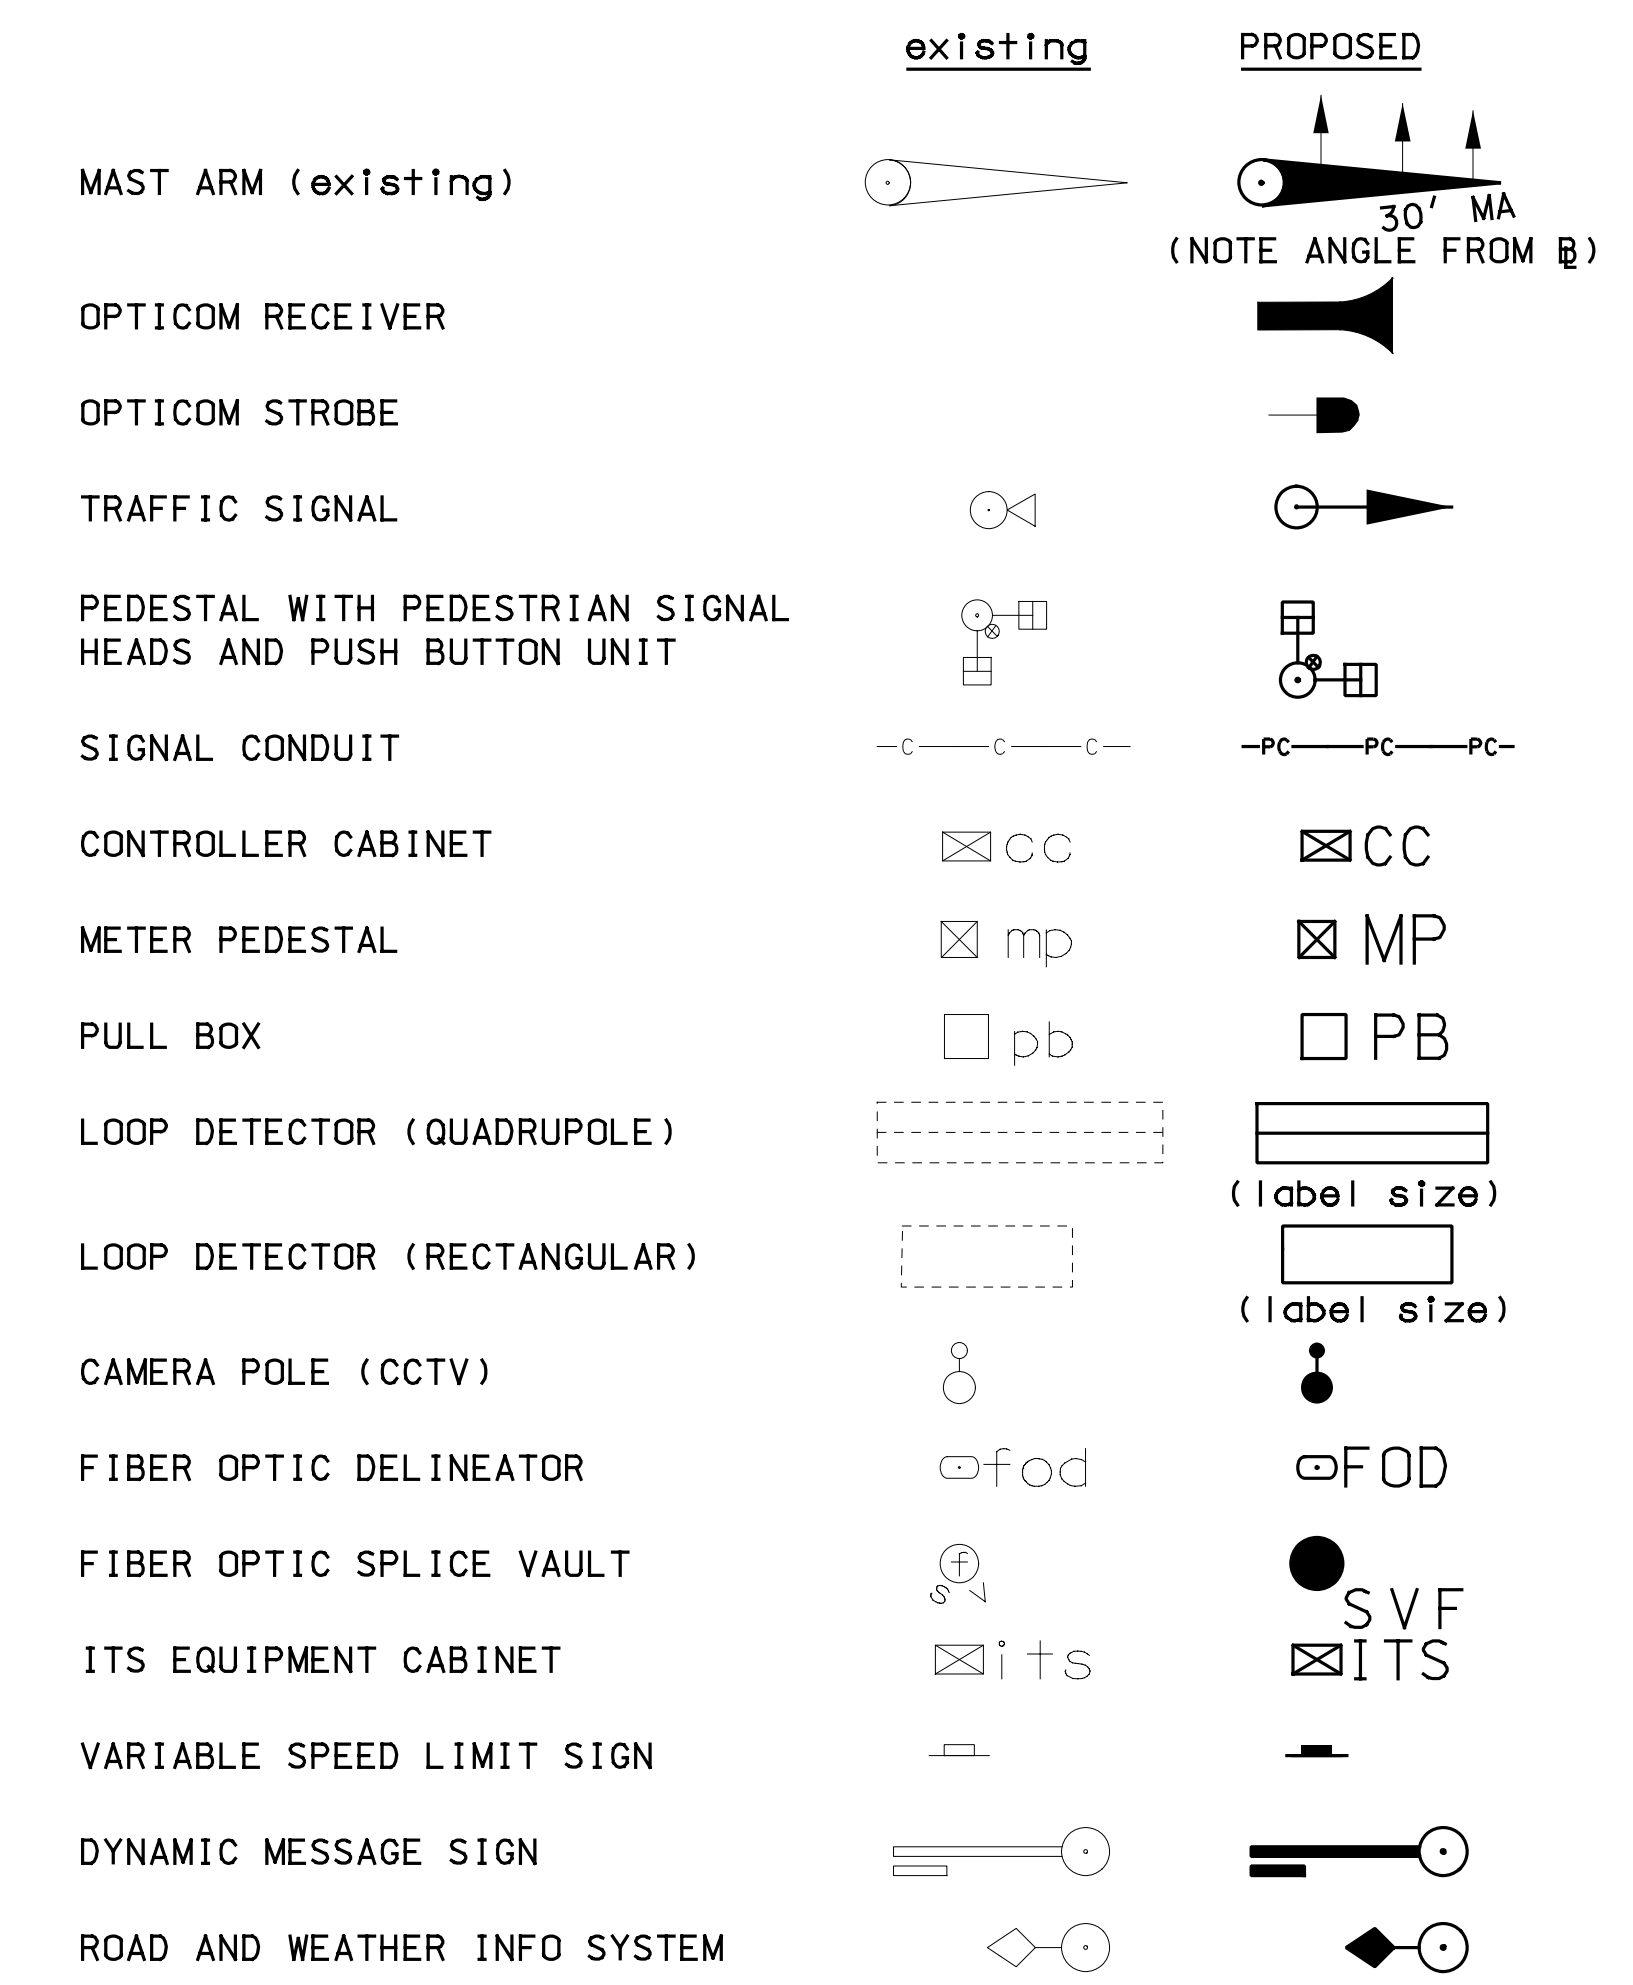 existing PROPOSED
MAST ARM (existing)
30' MA
(NOTE ANGLE FROM BL)
OPTICOM RECEIVER
OPTICOM STROBE
TRAFFIC SIGNAL
PEDESTAL WITH PEDESTRIAN SIGNAL
HEADS AND PUSH BUTTON UNIT
SIGNAL CONDUIT C C C PC PC PC
CONTROLLER CABINET cc CC
METER PEDESTAL mp MP
PULL BOX pb PB
LOOP DETECTOR (QUADRUPOLE)
(label size)
LOOP DETECTOR (RECTANGULAR)
(label size)
CAMERA POLE (CCTV)
FIBER OPTIC DELINEATOR fod FOD
FIBER OPTIC SPLICE VAULT f
s v SVF
ITS EQUIPMENT CABINET its ITS
VARIABLE SPEED LIMIT SIGN
DYNAMIC MESSAGE SIGN
ROAD AND WEATHER INFO SYSTEM